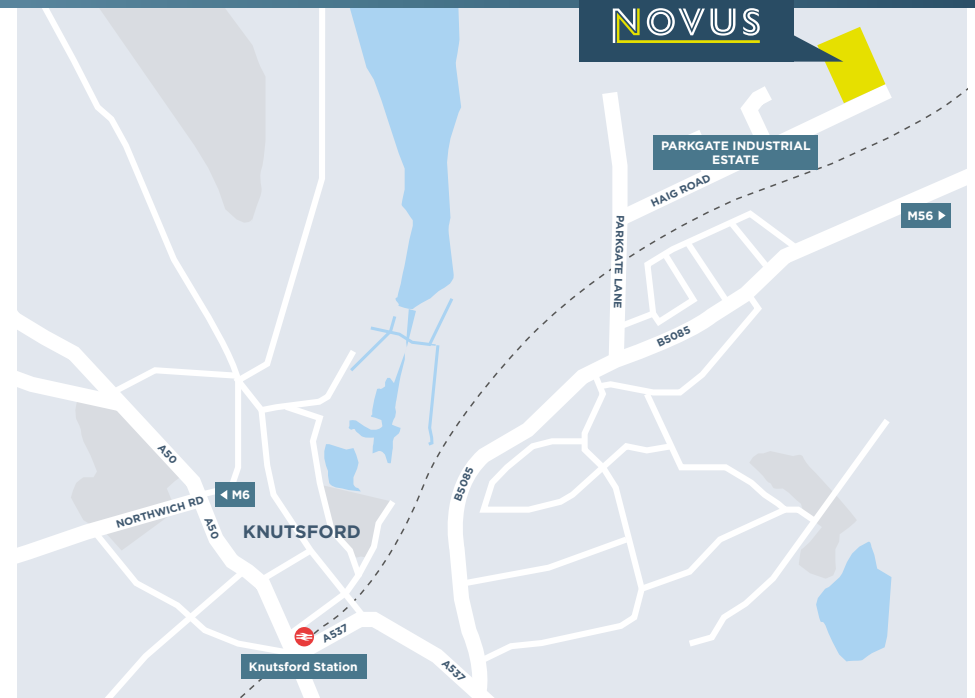 NOVUS
PARKGATE INDUSTRIAL
ESTATE
HAIG ROAD
M56
PARKGATE LANE
B5085
A50
B5085
M6
NORTHWICH RD
A50
KNUTSFORD
A537
Knutsford Station
A537